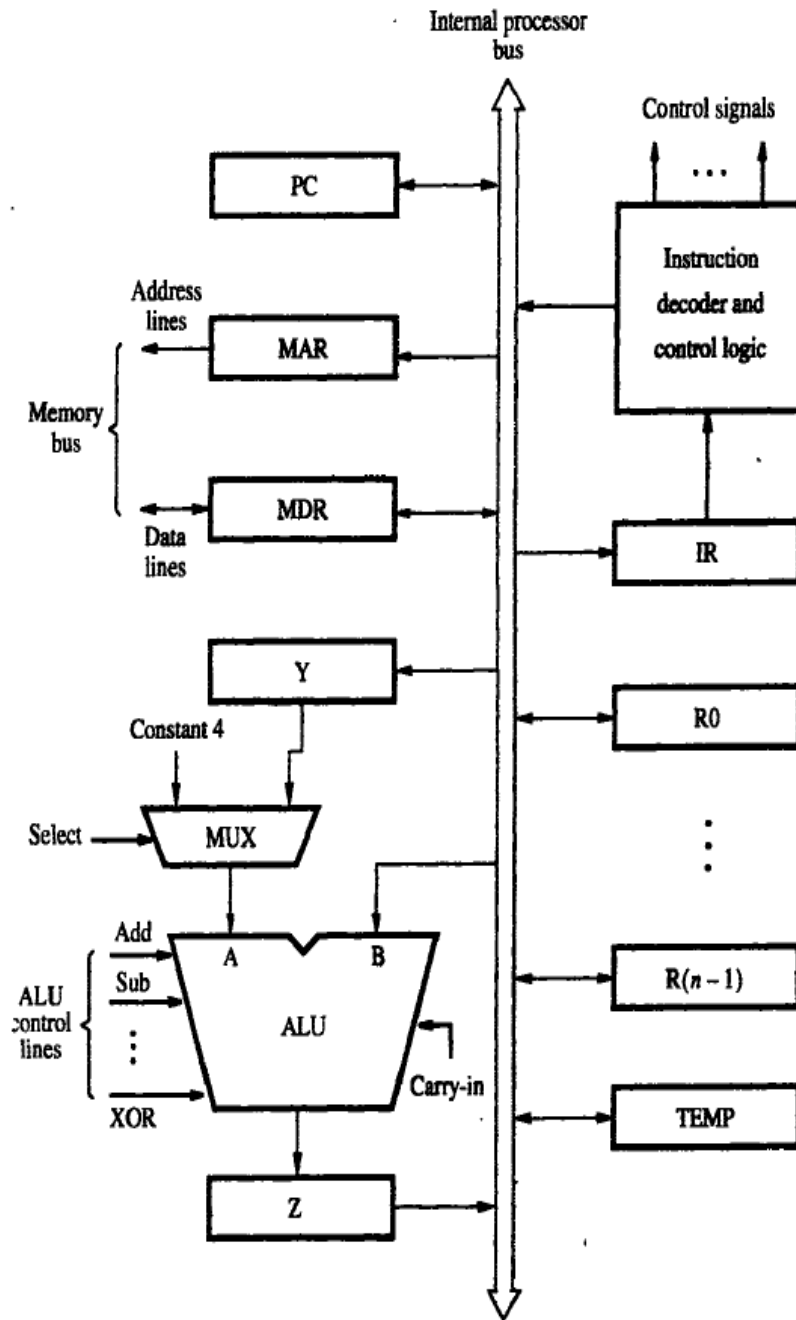 Internal processor
bus
Control signals
...
PC
Instruction
decoder and
control logic
Address
lines
MAR
Memory
bus
MDR
Data
lines
IR
Y
R0
Constant 4
Select
MUX
Add
A
B
R(n − 1)
Sub
ALU
control
lines
ALU
Carry-in
XOR
TEMP
Z